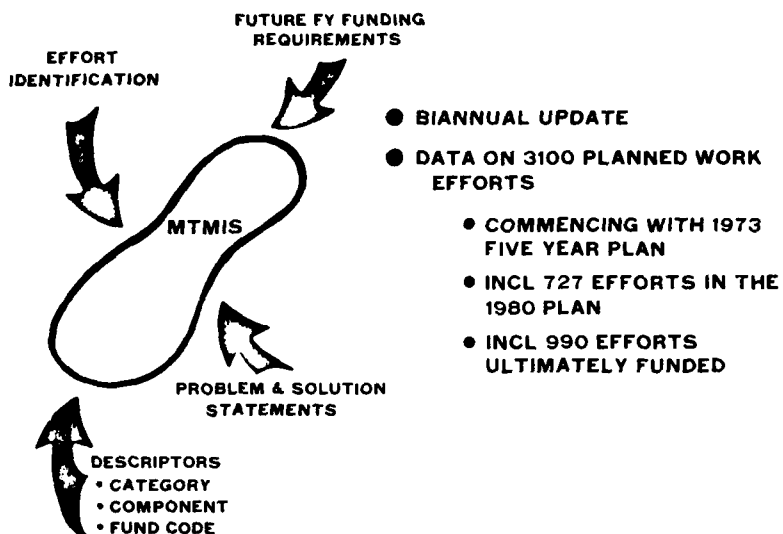 FUTURE FY FUNDING
REQUIREMENTS
EFFORT
IDENTIFICATION
MTMIS
PROBLEM & SOLUTION
STATEMENTS
DESCRIPTORS
• CATEGORY
• COMPONENT
• FUND CODE
● BIANNUAL UPDATE
● DATA ON 3100 PLANNED WORK
EFFORTS
• COMMENCING WITH 1973
FIVE YEAR PLAN
• INCL 727 EFFORTS IN THE
1980 PLAN
• INCL 990 EFFORTS
ULTIMATELY FUNDED